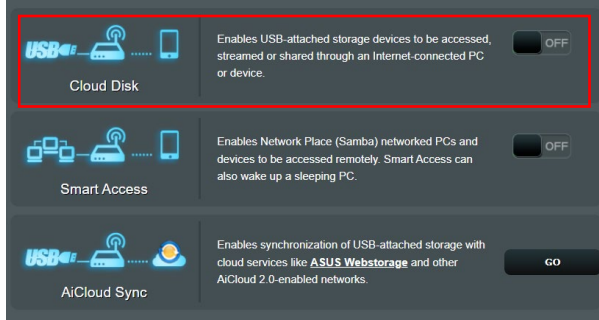 Enables USB-attached storage devices to be accessed,
streamed or shared through an Internet-connected PC
or device.
OFF
USB
Cloud Disk
Enables Network Place (Samba) networked PCs and
devices to be accessed remotely. Smart Access can
also wake up a sleeping PC.
OFF
Smart Access
Enables synchronization of USB-attached storage with
cloud services like ASUS Webstorage and other
AiCloud 2.0-enabled networks.
GO
USB
AiCloud Sync